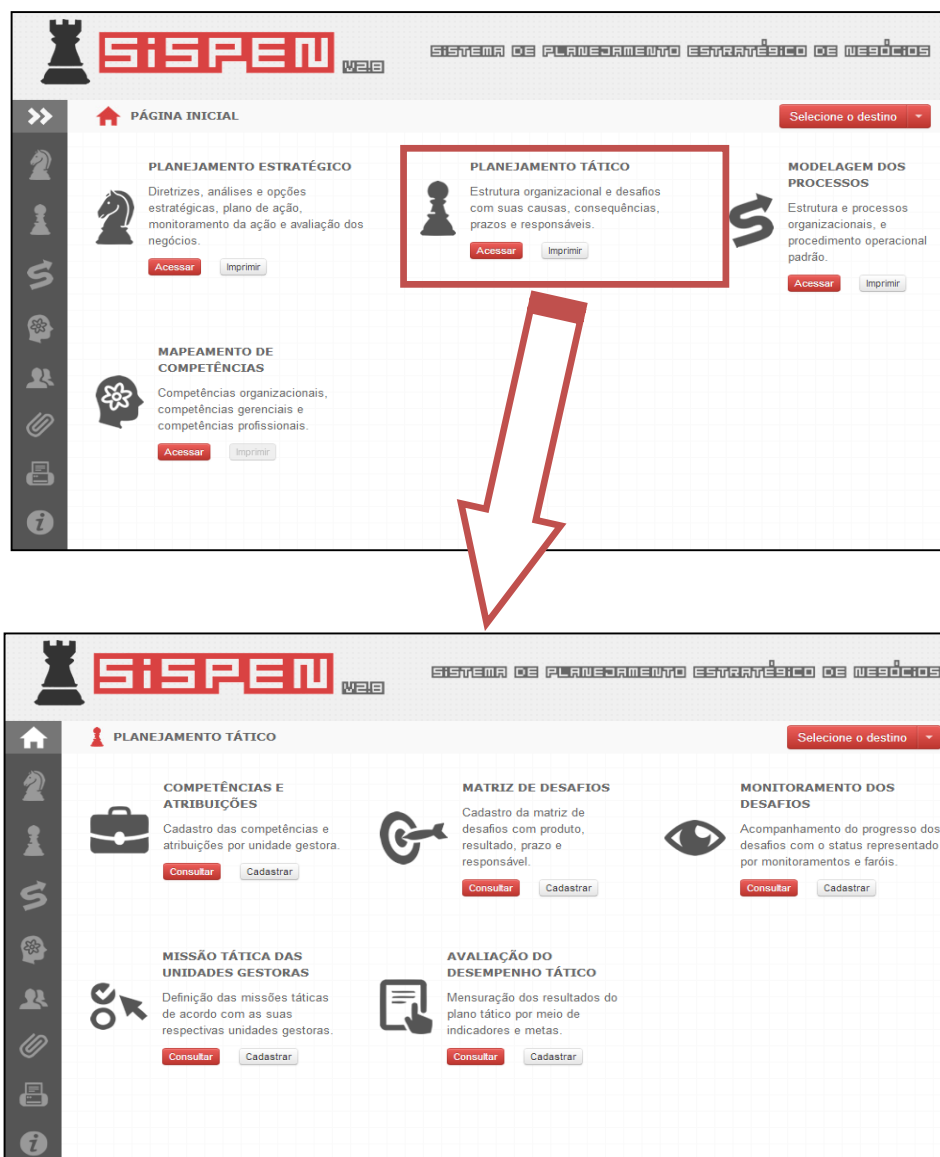 SiSPEN V2.8
SISTEMA DE PLANEJAMENTO ESTRATÉGICO DE NEGÓCIOS
PÁGINA INICIAL
Selecione o destino
PLANEJAMENTO ESTRATÉGICO
Diretrizes, análises e opções
estratégicas, plano de ação,
monitoramento da ação e avaliação dos
negócios.
Acessar Imprimir
PLANEJAMENTO TÁTICO
Estrutura organizacional e desafios
com suas causas, consequências,
prazos e responsáveis.
Acessar Imprimir
MODELAGEM DOS
PROCESSOS
Estrutura e processos
organizacionais, e
procedimento operacional
padrão.
Acessar Imprimir
MAPEAMENTO DE
COMPETÊNCIAS
Competências organizacionais,
competências gerenciais e
competências profissionais.
Acessar Imprimir
SiSPEN V2.8
SISTEMA DE PLANEJAMENTO ESTRATÉGICO DE NEGÓCIOS
PLANEJAMENTO TÁTICO
Selecione o destino
COMPETÊNCIAS E
ATRIBUIÇÕES
Cadastro das competências e
atribuições por unidade gestora.
Consultar Cadastrar
MATRIZ DE DESAFIOS
Cadastro da matriz de
desafios com produto,
resultado, prazo e
responsável.
Consultar Cadastrar
MONITORAMENTO DOS
DESAFIOS
Acompanhamento do progresso dos
desafios com o status representado
por monitoramentos e faróis.
Consultar Cadastrar
MISSÃO TÁTICA DAS
UNIDADES GESTORAS
Definição das missões táticas
de acordo com as suas
respectivas unidades gestoras.
Consultar Cadastrar
AVALIAÇÃO DO
DESEMPENHO TÁTICO
Mensuração dos resultados do
plano tático por meio de
indicadores e metas.
Consultar Cadastrar